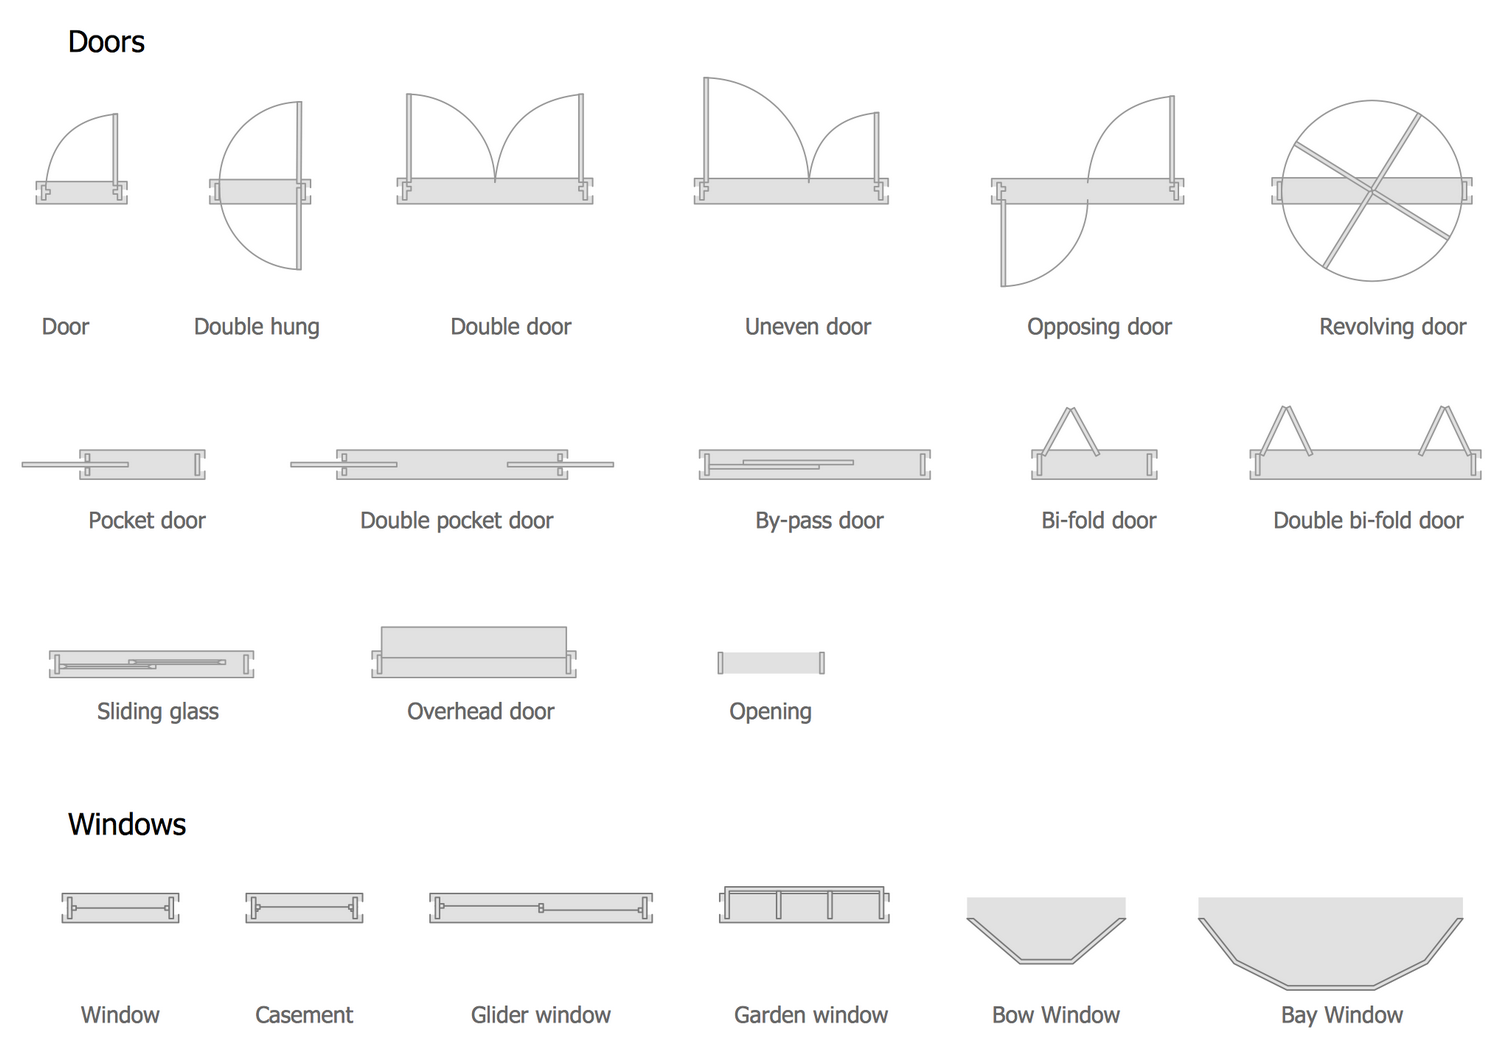 Doors
Door
Double hung
Double door
Uneven door
Opposing door
Revolving door
Pocket door
Double pocket door
By-pass door
Bi-fold door
Double bi-fold door
Sliding glass
Overhead door
Opening
Windows
Window
Casement
Glider window
Garden window
Bow Window
Bay Window